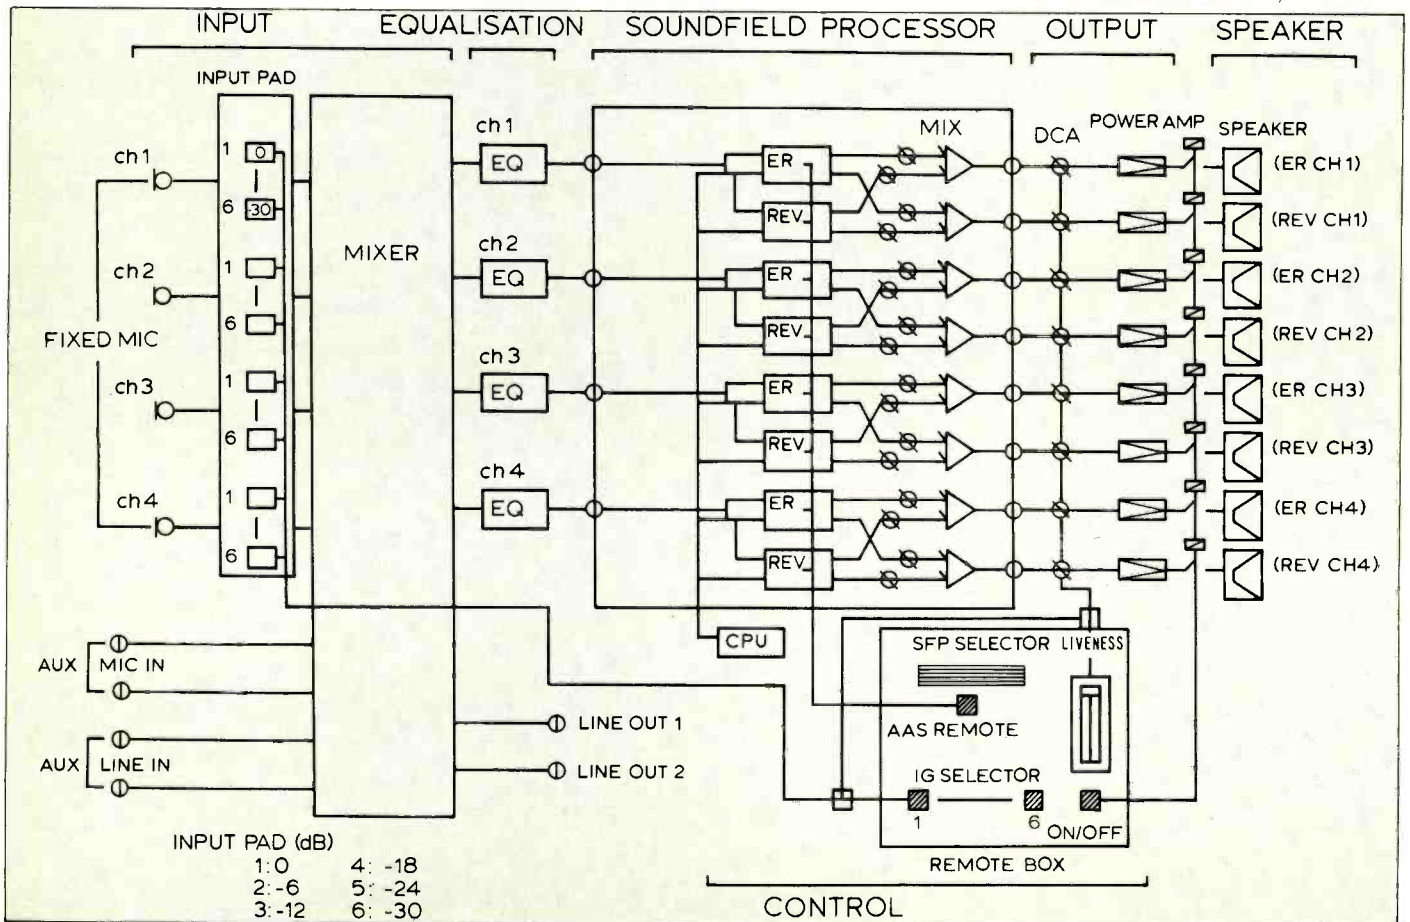 INPUT EQUALISATION SOUNDFIELD PROCESSOR OUTPUT SPEAKER
INPUT PAD
ch1
ch2
FIXED MIC
ch3
ch4
1 0
6 -30
1
6
1
6
1
6
MIXER
ch1
EQ
ch2
EQ
ch3
EQ
ch4
EQ
ER
REV
ER
REV
ER
REV
ER
REV
MIX
DCA
POWER AMP
SPEAKER
(ER CH1)
(REV CH1)
(ER CH2)
(REV CH2)
(ER CH3)
(REV CH3)
(ER CH4)
(REV CH4)
CPU
SFP SELECTOR LIVENESS
AAS REMOTE
IG SELECTOR
1 6 ON/OFF
REMOTE BOX
CONTROL
AUX MIC IN
AUX LINE IN
LINE OUT 1
LINE OUT 2
INPUT PAD (dB)
1: 0 4: -18
2: -6 5: -24
3: -12 6: -30